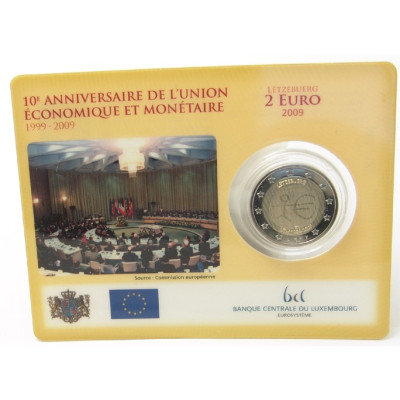 10E ANNIVERSAIRE DE L'UNION
ÉCONOMIQUE ET MONÉTAIRE
1999 - 2009
LËTZEBUERG
2 EURO
2009
Source : Commission européenne
bcl
BANQUE CENTRALE DU LUXEMBOURG
EUROSYSTÈME